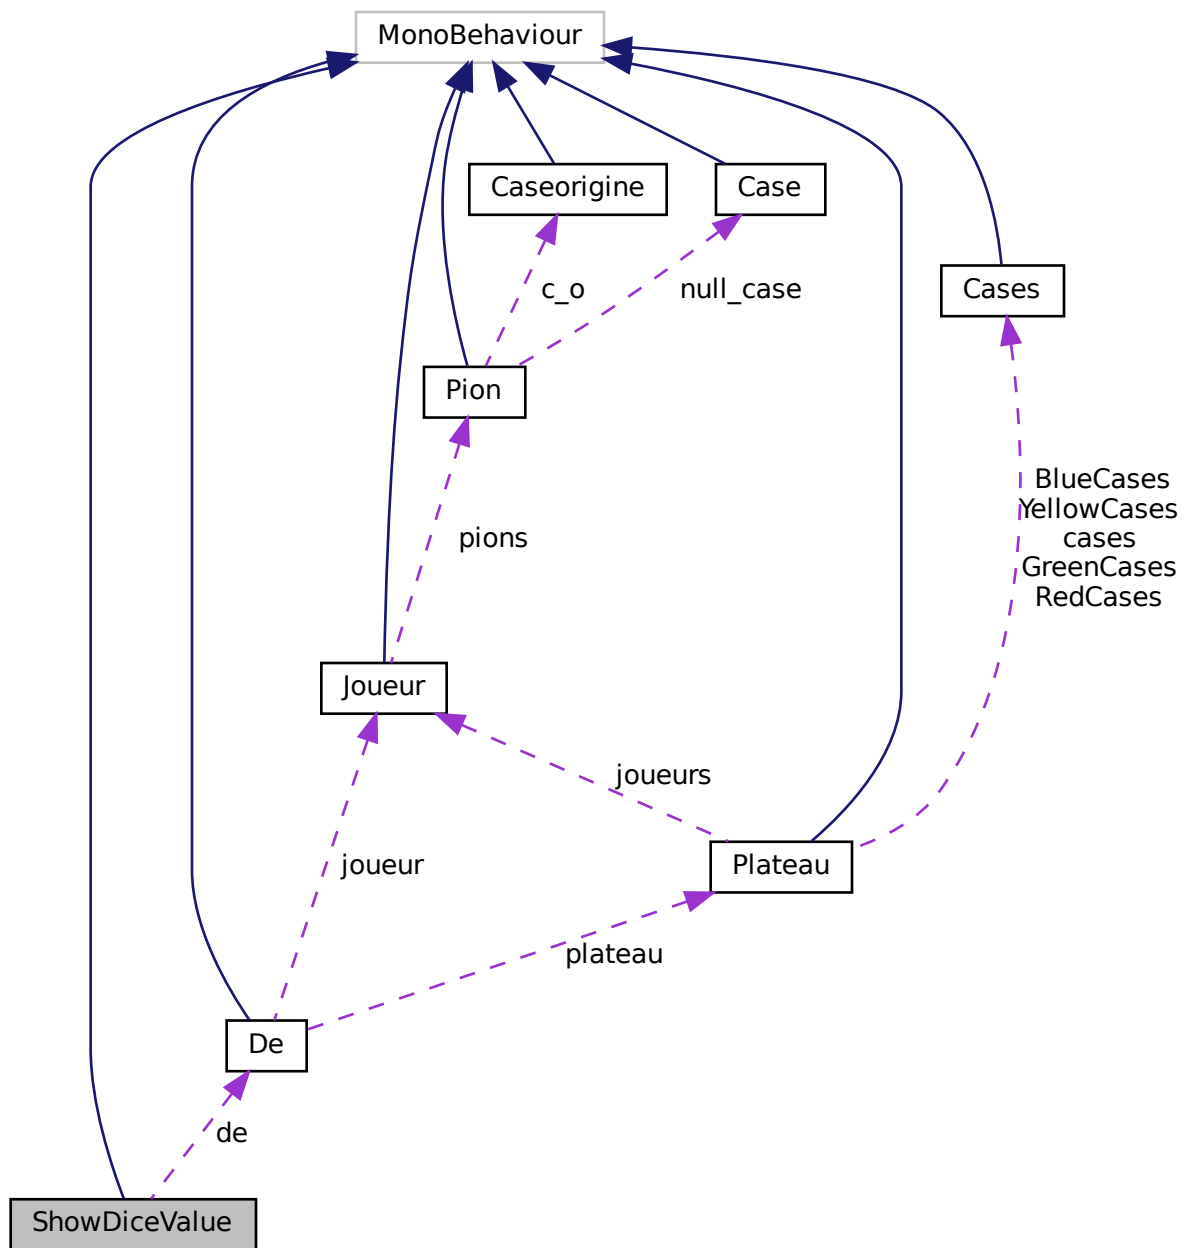 MonoBehaviour
Caseorigine
Case
Cases
c_o
null_case
Pion
BlueCases
YellowCases
cases
GreenCases
RedCases
pions
Joueur
joueurs
joueur
Plateau
plateau
De
de
ShowDiceValue